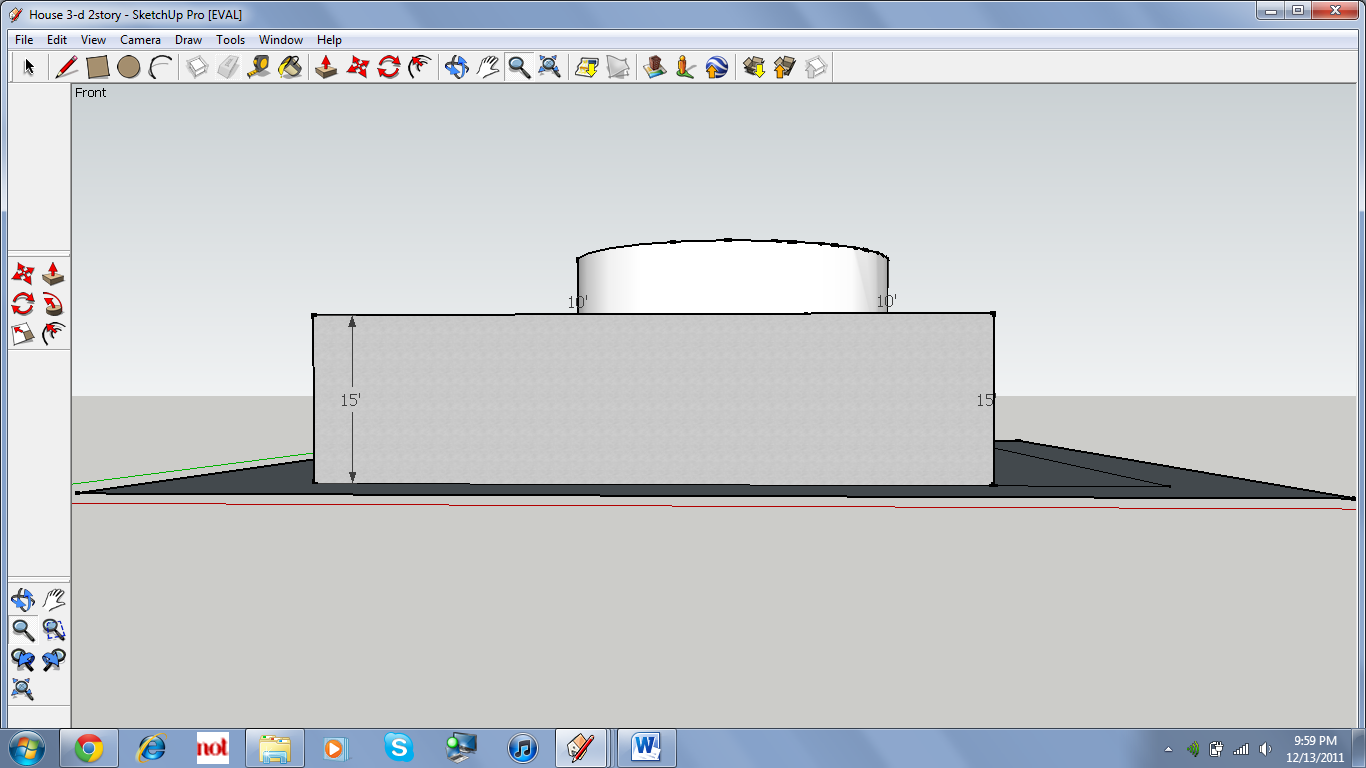 House 3-d 2story - SketchUp Pro [EVAL]
File Edit View Camera Draw Tools Window Help
Front
10' 10'
15' 15'
not
S W
9:59 PM
12/13/2011